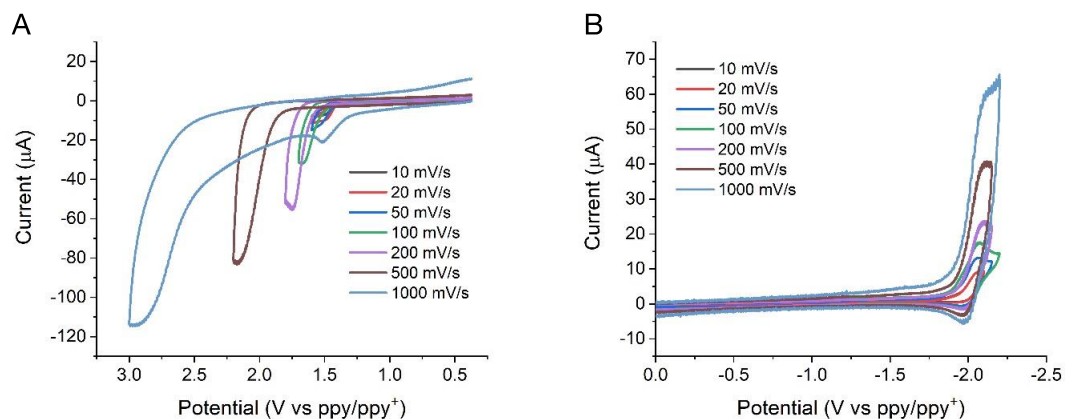 A
20
0
-20
-40
-60
-80
-100
-120
Current (μA)
10 mV/s
20 mV/s
50 mV/s
100 mV/s
200 mV/s
500 mV/s
1000 mV/s
3.0 2.5 2.0 1.5 1.0 0.5
Potential (V vs ppy/ppy⁺)
B
70
60
50
40
30
20
10
0
-10
Current (μA)
10 mV/s
20 mV/s
50 mV/s
100 mV/s
200 mV/s
500 mV/s
1000 mV/s
0.0 -0.5 -1.0 -1.5 -2.0 -2.5
Potential (V vs ppy/ppy⁺)